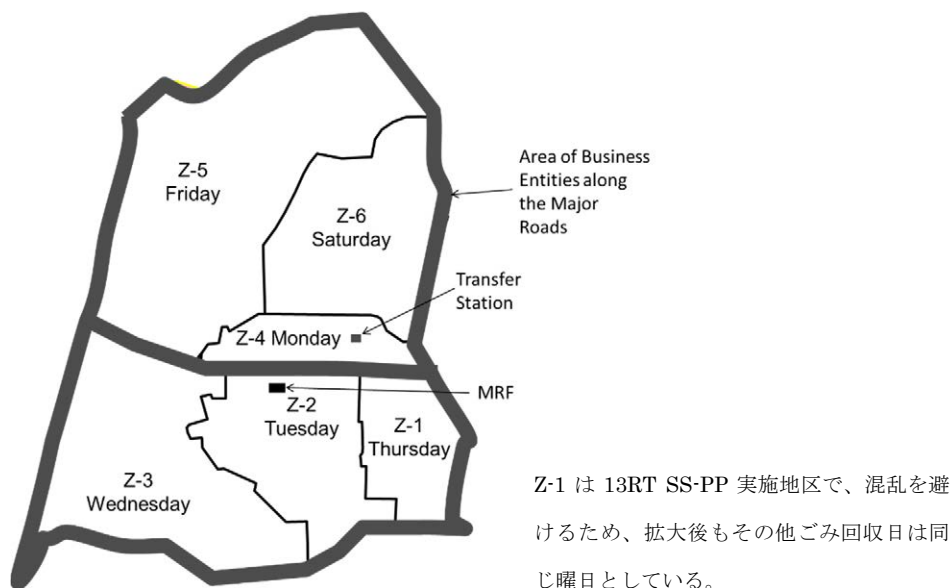 Z-5
Friday
Z-6
Saturday
Area of Business
Entities along
the Major
Roads
Transfer
Station
Z-4 Monday
MRF
Z-2
Tuesday
Z-1
Thursday
Z-3
Wednesday
Z-1 は 13RT SS-PP 実施地区で、混乱を避
けるため、拡大後もその他ごみ回収日は同
じ曜日としている。